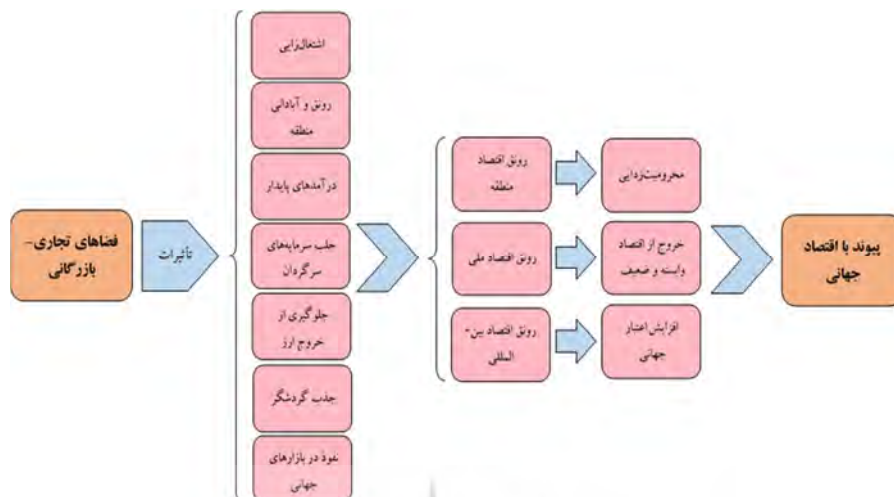 فضاهای تجاری-
بازرگانی
تأثیرات
اشتغال‌زایی
رونق و آبادانی
منطقه
درآمدهای پایدار
جلب سرمایه‌های
سرگردان
جلوگیری از
خروج ارز
جذب گردشگر
نفوذ در بازارهای
جهانی
رونق اقتصاد
منطقه
محرومیت‌زدایی
رونق اقتصاد ملی
خروج از اقتصاد
وابسته و ضعیف
رونق اقتصاد بین-
المللی
افزایش اعتبار
جهانی
پیوند با اقتصاد
جهانی